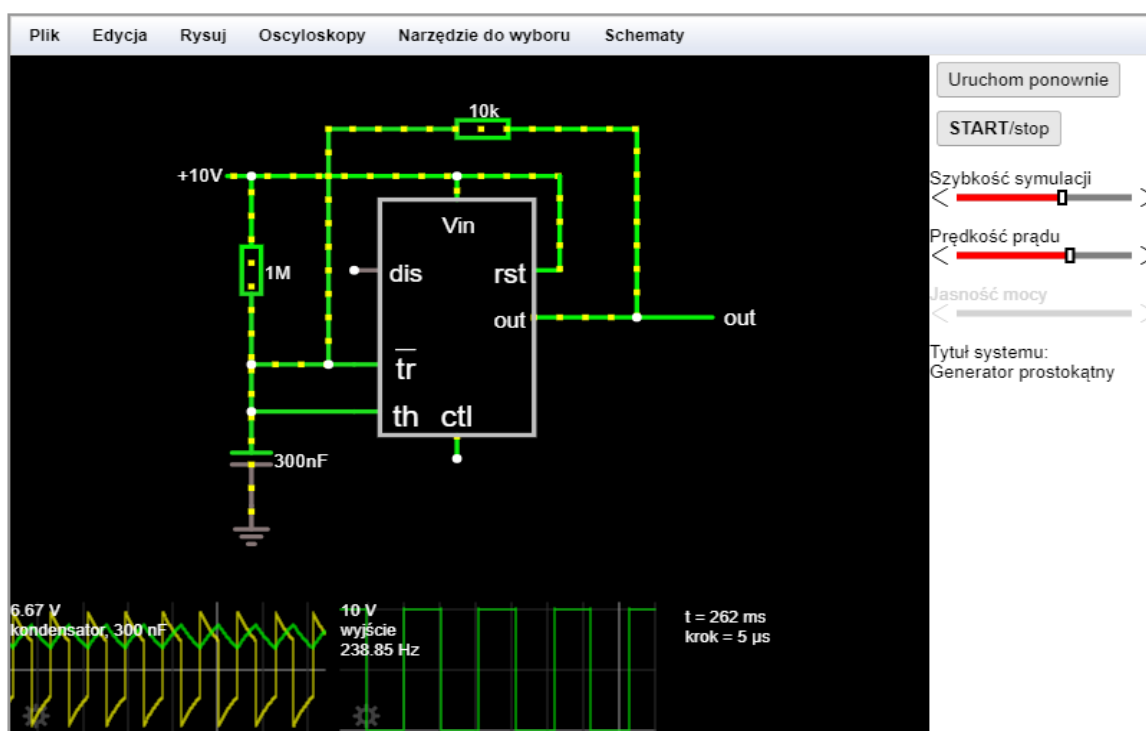 Plik Edycja Rysuj Oscyloskopy Narzędzie do wyboru Schematy
Uruchom ponownie
START/stop
Szybkość symulacji
Prędkość prądu
Jasność mocy
Tytuł systemu:
Generator prostokątny
10k
+10V
Vin
1M
dis
rst
out
out
tr
th
ctl
300nF
6.67 V
kondensator, 300 nF
10 V
wyjście
238.85 Hz
t = 262 ms
krok = 5 µs